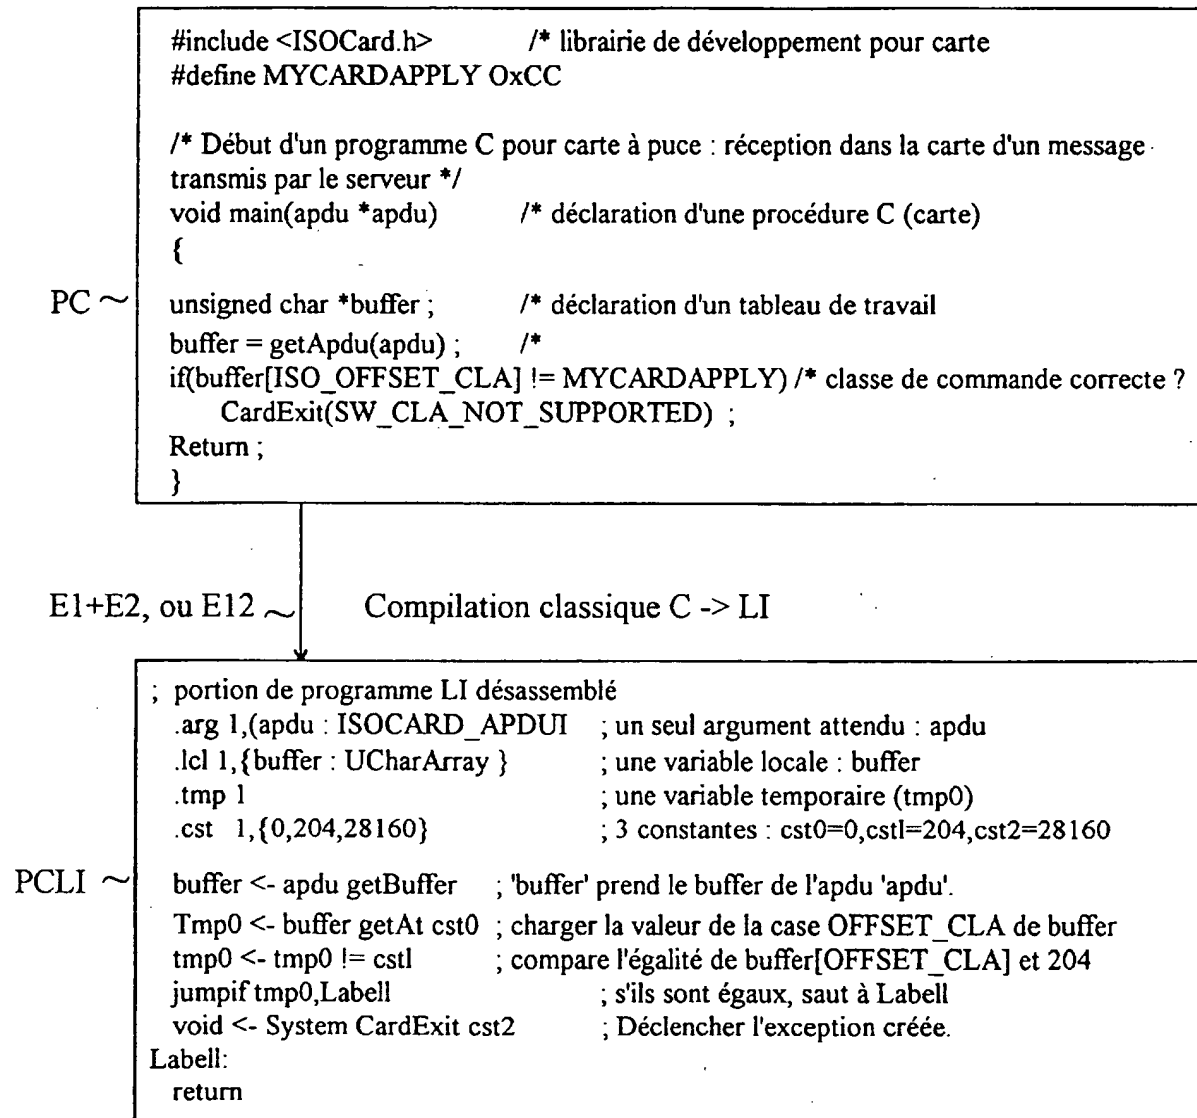 #include <ISOCard.h> /* librairie de développement pour carte
#define MYCARDAPPLY OxCC
/* Début d'un programme C pour carte à puce : réception dans la carte d'un message
transmis par le serveur */
void main(apdu *apdu) /* déclaration d'une procédure C (carte)
{
PC
unsigned char *buffer ; /* déclaration d'un tableau de travail
buffer = getApdu(apdu) ; /*
if(buffer[ISO_OFFSET_CLA] != MYCARDAPPLY) /* classe de commande correcte ?
CardExit(SW_CLA_NOT_SUPPORTED) ;
Return ;
}
E1+E2, ou E12 Compilation classique C -> LI
; portion de programme LI désassemblé
.arg 1,(apdu : ISOCARD_APDUI ; un seul argument attendu : apdu
.lcl 1,{buffer : UCharArray } ; une variable locale : buffer
.tmp 1 ; une variable temporaire (tmp0)
.cst 1,{0,204,28160} ; 3 constantes : cst0=0,cstl=204,cst2=28160
PCLI
buffer <- apdu getBuffer ; 'buffer' prend le buffer de l'apdu 'apdu'.
Tmp0 <- buffer getAt cst0 ; charger la valeur de la case OFFSET_CLA de buffer
tmp0 <- tmp0 != cstl ; compare l'égalité de buffer[OFFSET_CLA] et 204
jumpif tmp0,Labell ; s'ils sont égaux, saut à Labell
void <- System CardExit cst2 ; Déclencher l'exception créée.
Labell:
return